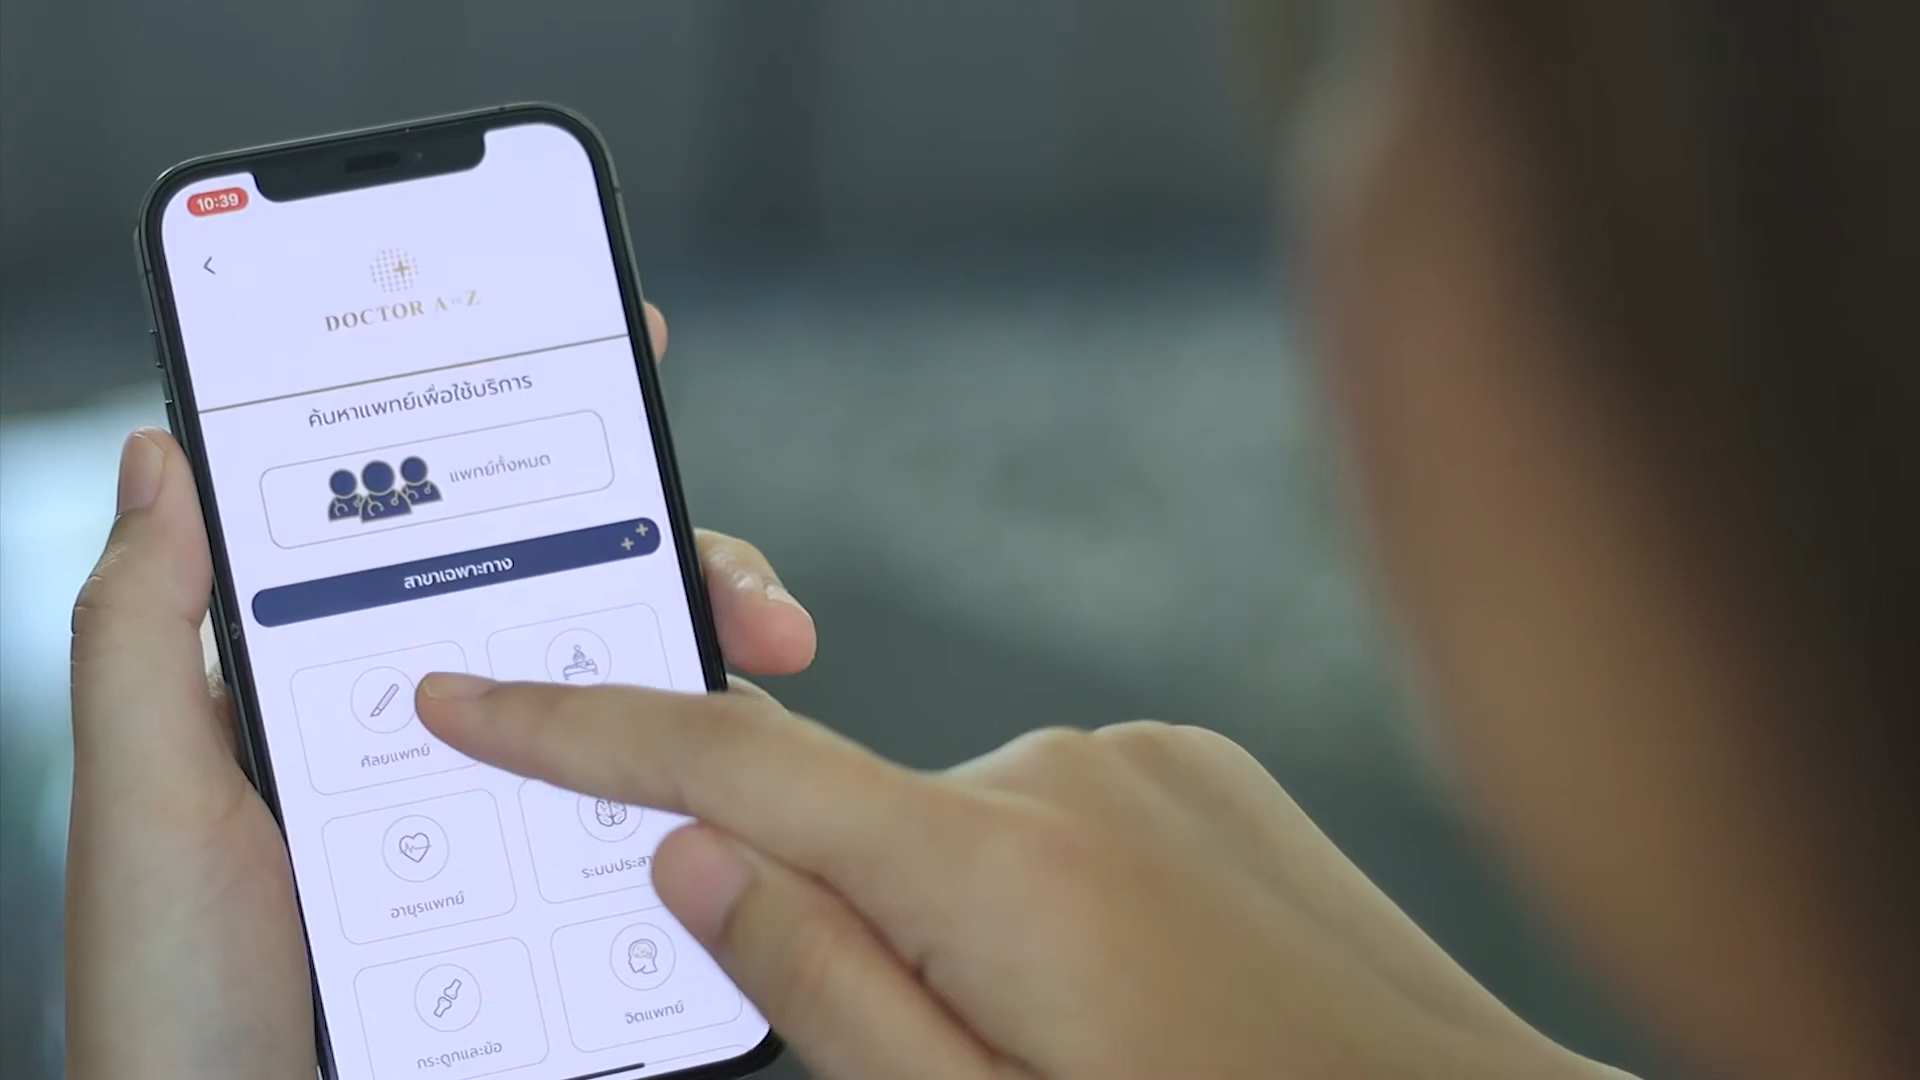 10:39
DOCTOR A to Z
ค้นหาแพทย์เพื่อใช้บริการ
แพทย์ทั้งหมด
สาขาเฉพาะทาง
ศัลยแพทย์
อายุรแพทย์
กระดูกและข้อ
จิตแพทย์